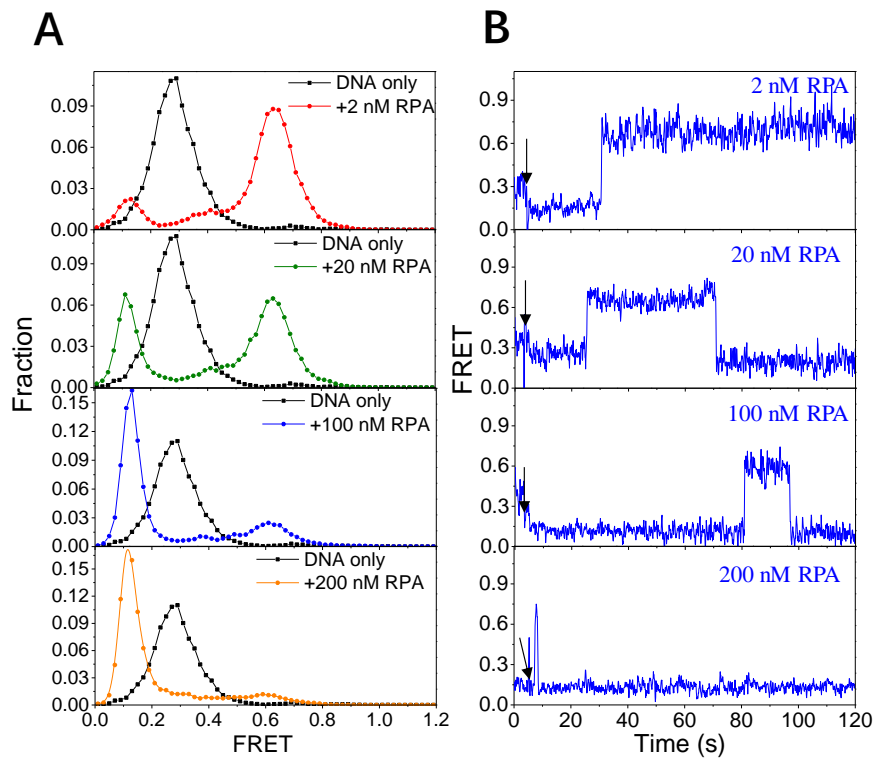 A
DNA only
+2 nM RPA
0.09
0.06
0.03
0.00
DNA only
+20 nM RPA
0.09
0.06
0.03
0.00
DNA only
+100 nM RPA
0.15
0.12
0.09
0.06
0.03
0.00
DNA only
+200 nM RPA
0.15
0.12
0.09
0.06
0.03
0.00
Fraction
0.0 0.2 0.4 0.6 0.8 1.0 1.2
FRET
B
2 nM RPA
0.9
0.6
0.3
0.0
20 nM RPA
0.9
0.6
0.3
0.0
100 nM RPA
0.9
0.6
0.3
0.0
200 nM RPA
0.9
0.6
0.3
0.0
FRET
0 20 40 60 80 100 120
Time (s)